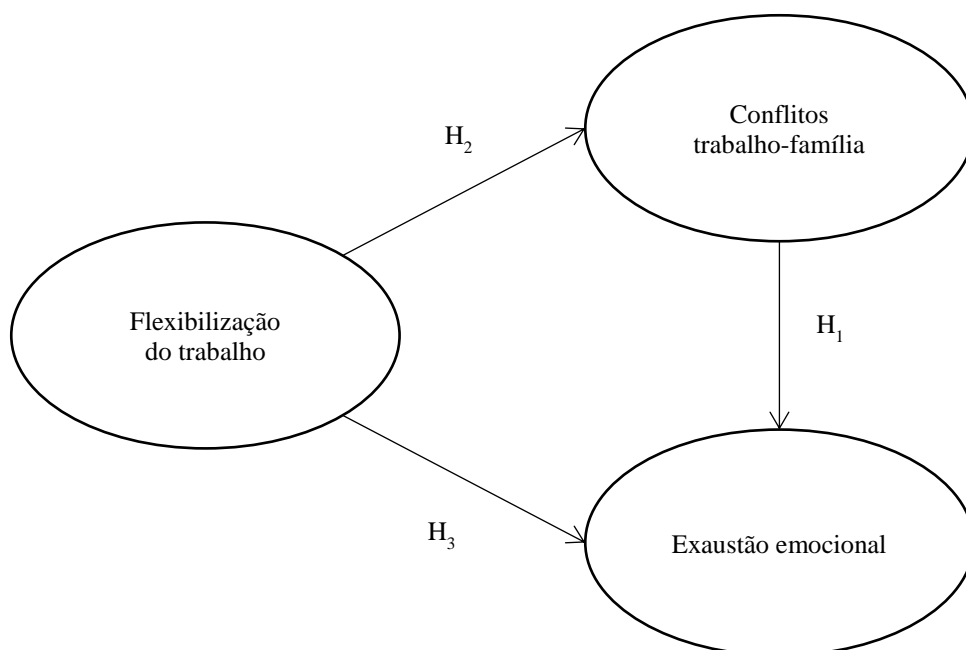 Conflitos
trabalho-família
H₂
Flexibilização
do trabalho
H₁
H₃
Exaustão emocional